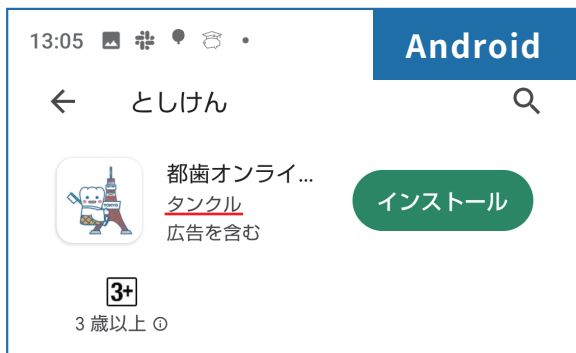 13:05
Android
としけん
都歯オンライ...
タンクル
広告を含む
インストール
3+
3 歳以上